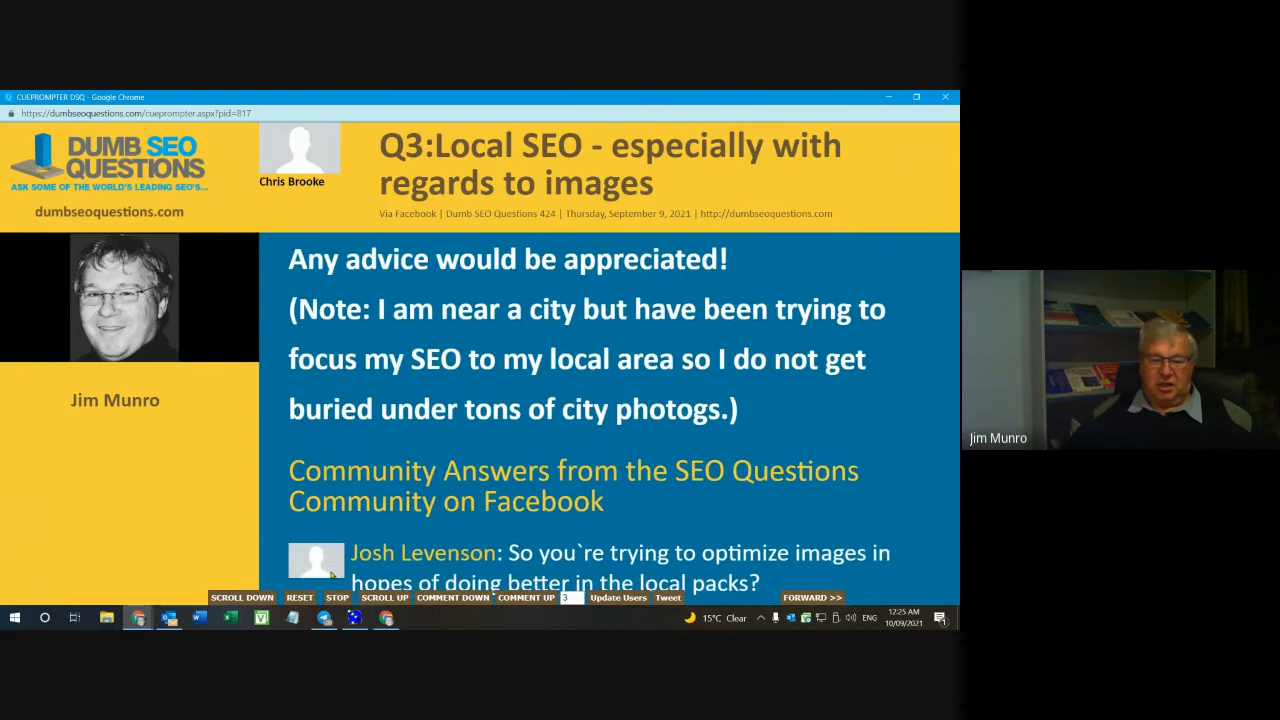 CUEPROMPTER DSQ - Google Chrome
https://dumbseoquestions.com/cueprompter.aspx?pid=817
DUMB SEO
QUESTIONS
ASK SOME OF THE WORLD'S LEADING SEO'S...
dumbseoquestions.com
Chris Brooke
Q3:Local SEO - especially with
regards to images
Via Facebook | Dumb SEO Questions 424 | Thursday, September 9, 2021 | http://dumbseoquestions.com
Jim Munro
Any advice would be appreciated!
(Note: I am near a city but have been trying to
focus my SEO to my local area so I do not get
buried under tons of city photogs.)
Community Answers from the SEO Questions
Community on Facebook
Josh Levenson: So you`re trying to optimize images in
hopes of doing better in the local packs?
SCROLL DOWN RESET STOP SCROLL UP COMMENT DOWN COMMENT UP 3 Update Users Tweet FORWARD >>
15°C Clear ENG 12:25 AM
10/09/2021
Jim Munro